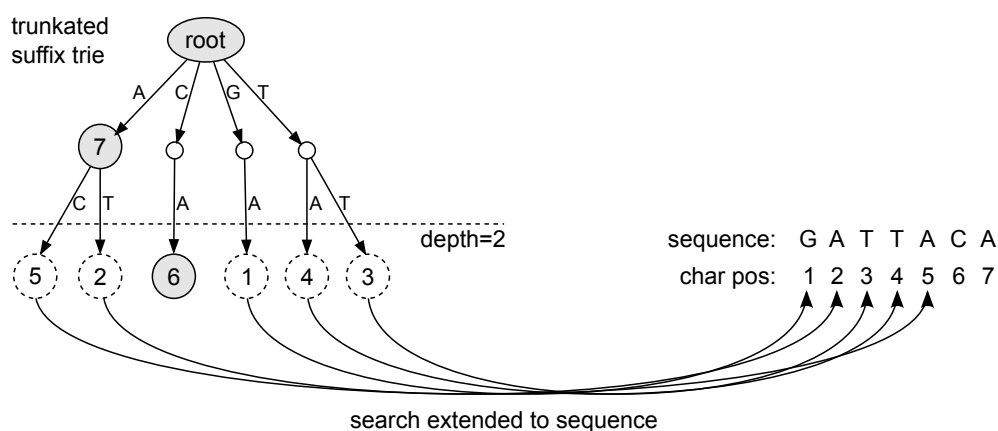 trunkated
suffix trie
root
A C G T
7
C T A A A T
depth=2
5 2 6 1 4 3
sequence: G A T T A C A
char pos: 1 2 3 4 5 6 7
search extended to sequence